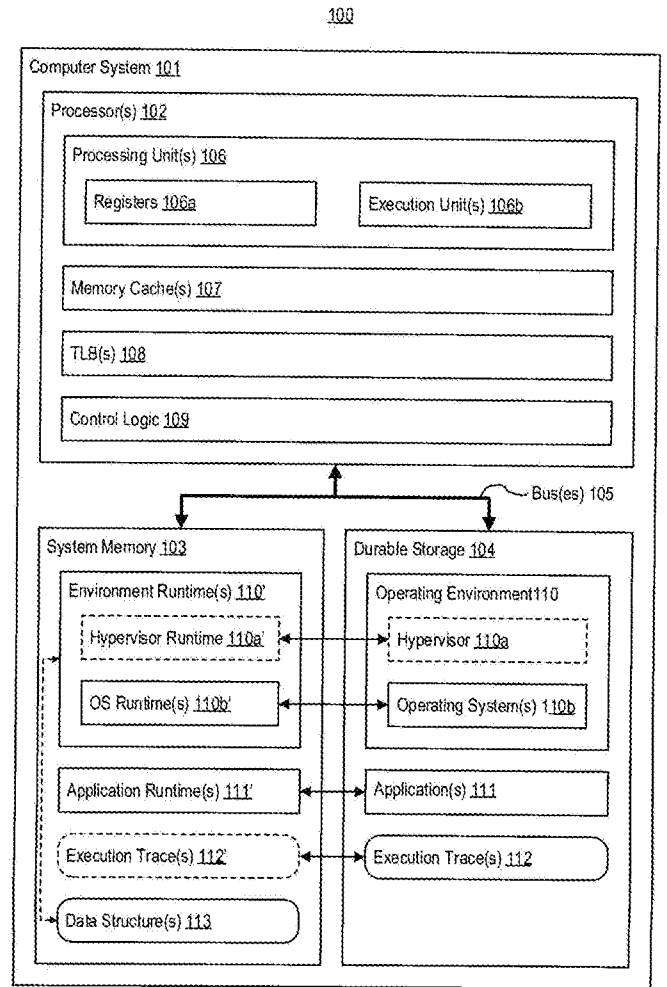 100
Computer System 101
Processor(s) 102
Processing Unit(s) 106
Registers 106a
Execution Unit(s) 106b
Memory Cache(s) 107
TLB(s) 108
Control Logic 109
Bus(es) 105
System Memory 103
Environment Runtime(s) 110'
Hypervisor Runtime 110a'
OS Runtime(s) 110b'
Application Runtime(s) 111'
Execution Trace(s) 112'
Data Structure(s) 113
Durable Storage 104
Operating Environment110
Hypervisor 110a
Operating System(s) 110b
Application(s) 111
Execution Trace(s) 112